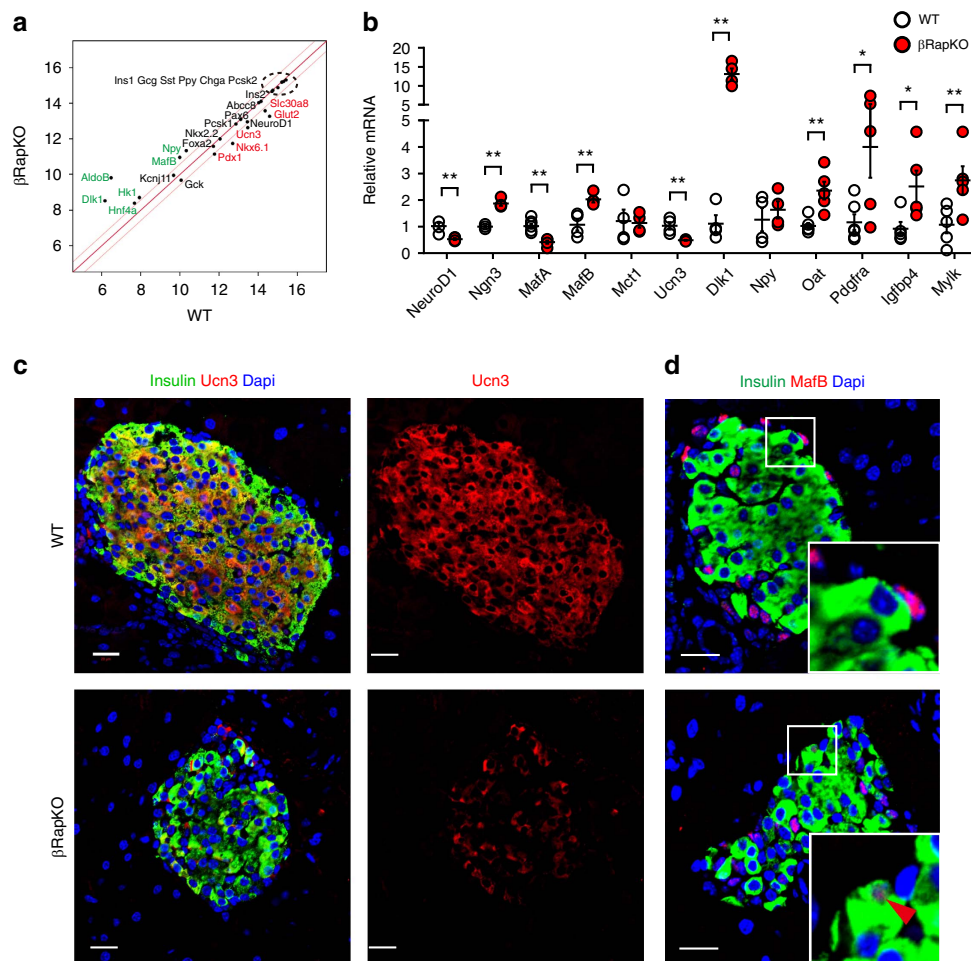 a
16
14
12
10
8
6
βRapKO
Ins1 Gcg Sst Ppy Chga Pcsk2
Ins2
Abcc8
Slc30a8
Pax6
Glut2
Pcsk1
NeuroD1
Nkx2.2
Ucn3
Foxa2
Npy
Nkx6.1
MafB
Pdx1
AldoB
Kcnj11
Gck
Hk1
Dlk1
Hnf4a
6 8 10 12 14 16
WT
b
WT
βRapKO
Relative mRNA
20
15
10
5
4
3
2
1
0
** ** ** ** ** ** ** * * **
NeuroD1 Ngn3 MafA MafB Mct1 Ucn3 Dlk1 Npy Oat Pdgfra Igfbp4 Mylk
c
Insulin Ucn3 Dapi
Ucn3
d
Insulin MafB Dapi
WT
βRapKO